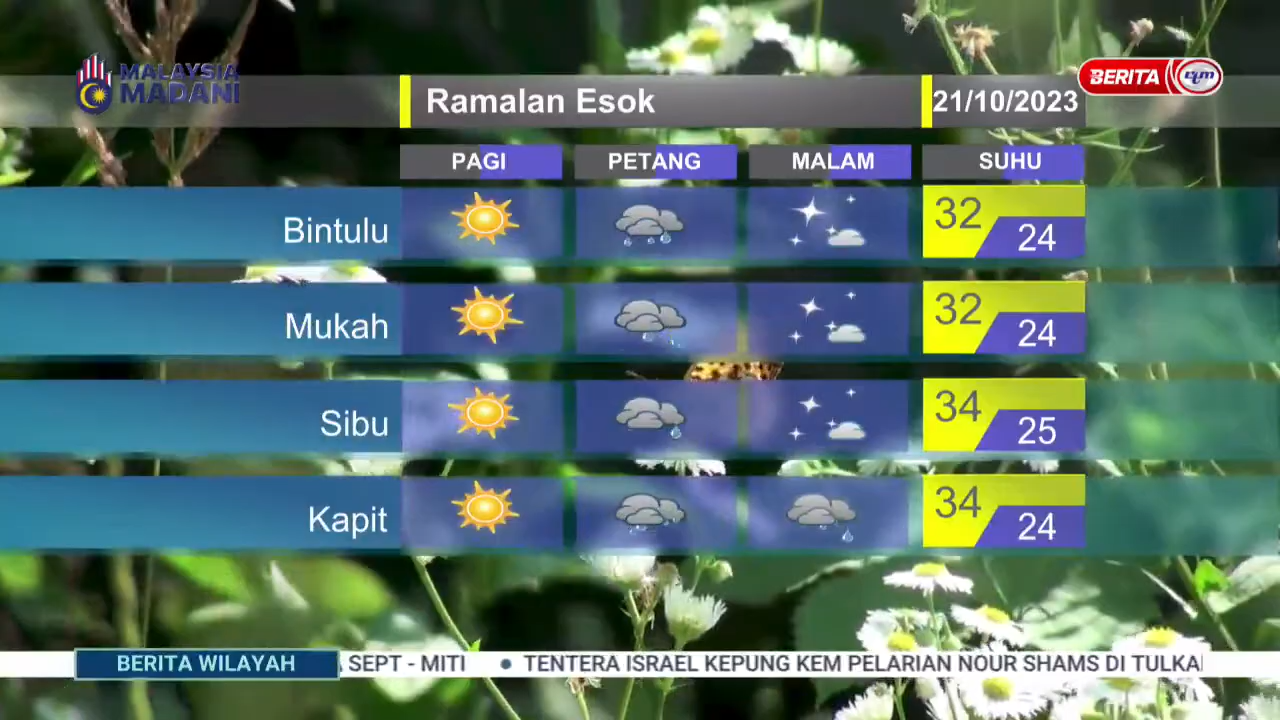 MALAYSIA
MADANI
Ramalan Esok
21/10/2023
BERITA rtm
PAGI PETANG MALAM SUHU
Bintulu 32 24
Mukah 32 24
Sibu 34 25
Kapit 34 24
BERITA WILAYAH SEPT - MITI • TENTERA ISRAEL KEPUNG KEM PELARIAN NOUR SHAMS DI